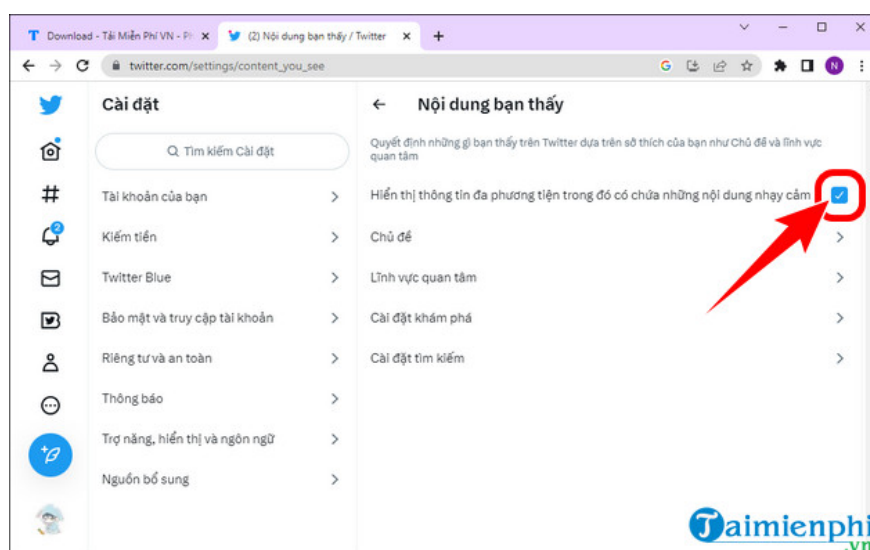 Download - Tải Miễn Phí VN - Ph
(2) Nội dung bạn thấy / Twitter
twitter.com/settings/content_you_see
N
Cài đặt
Nội dung bạn thấy
Tìm kiếm Cài đặt
Quyết định những gì bạn thấy trên Twitter dựa trên sở thích của bạn như Chủ đề và lĩnh vực
quan tâm
Tài khoản của bạn
Hiển thị thông tin đa phương tiện trong đó có chứa những nội dung nhạy cảm
2
Kiếm tiền
Chủ đề
Twitter Blue
Lĩnh vực quan tâm
Bảo mật và truy cập tài khoản
Cài đặt khám phá
Riêng tư và an toàn
Cài đặt tìm kiếm
Thông báo
Trợ năng, hiển thị và ngôn ngữ
Nguồn bổ sung
Taimienphi
.vn